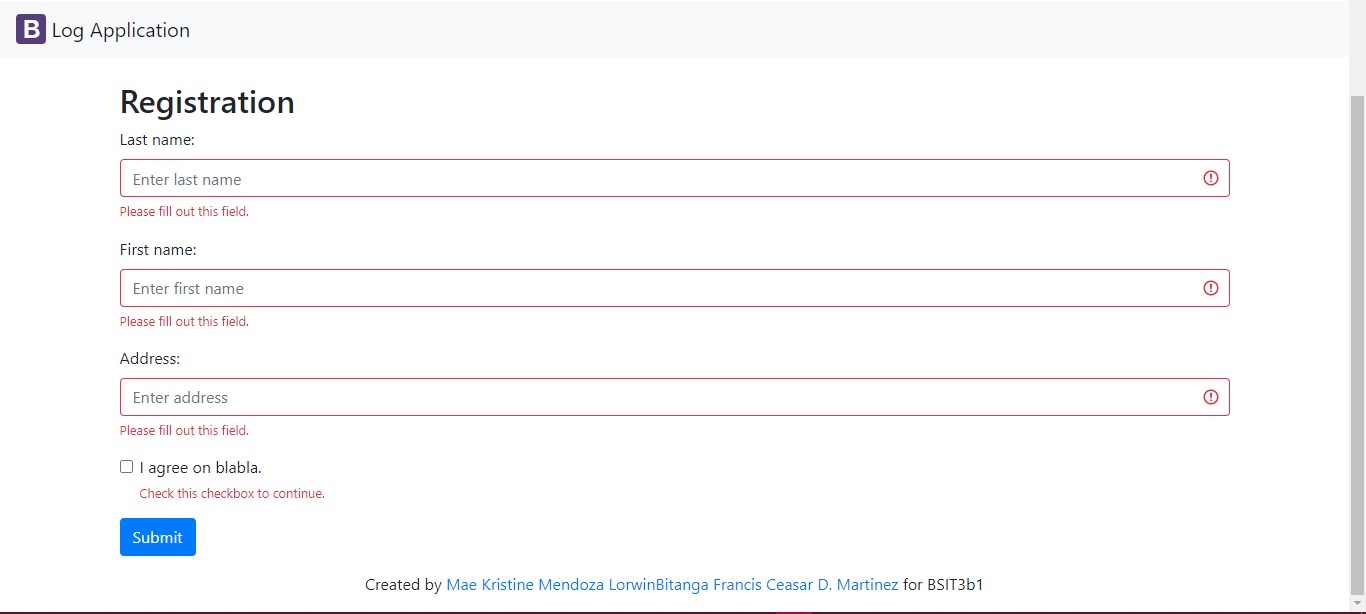 B Log Application
Registration
Last name:
Enter last name
Please fill out this field.
First name:
Enter first name
Please fill out this field.
Address:
Enter address
Please fill out this field.
I agree on blabla.
Check this checkbox to continue.
Submit
Created by Mae Kristine Mendoza LorwinBitanga Francis Ceasar D. Martinez for BSIT3b1